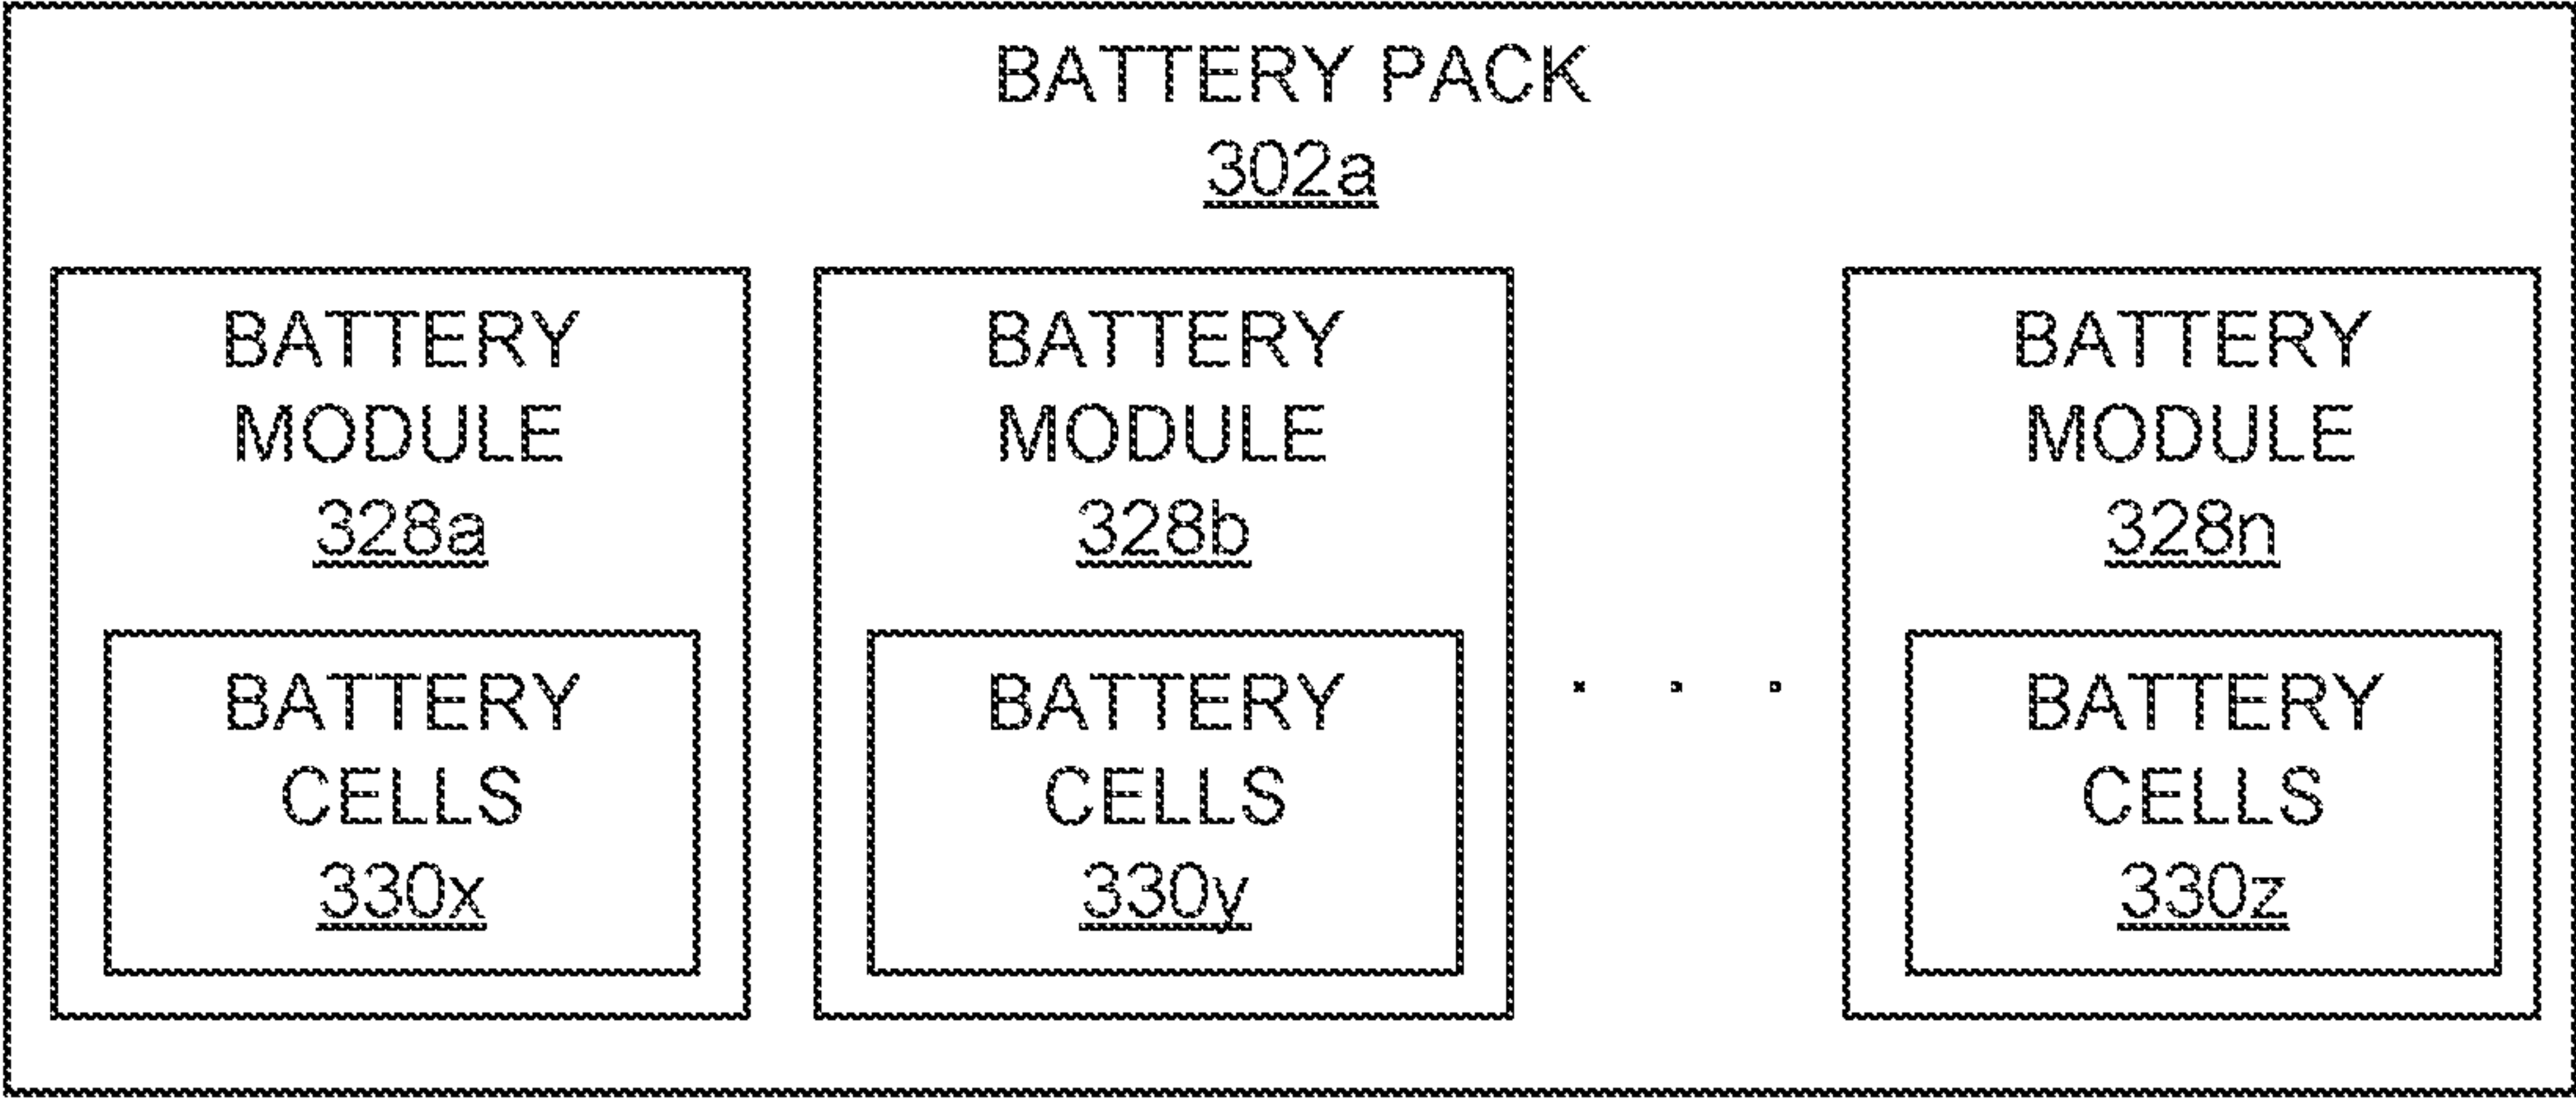 BATTERY PACK
302a
BATTERY
MODULE
328a
BATTERY
CELLS
330x
BATTERY
MODULE
328b
BATTERY
CELLS
330y
. . .
BATTERY
MODULE
328n
BATTERY
CELLS
330z